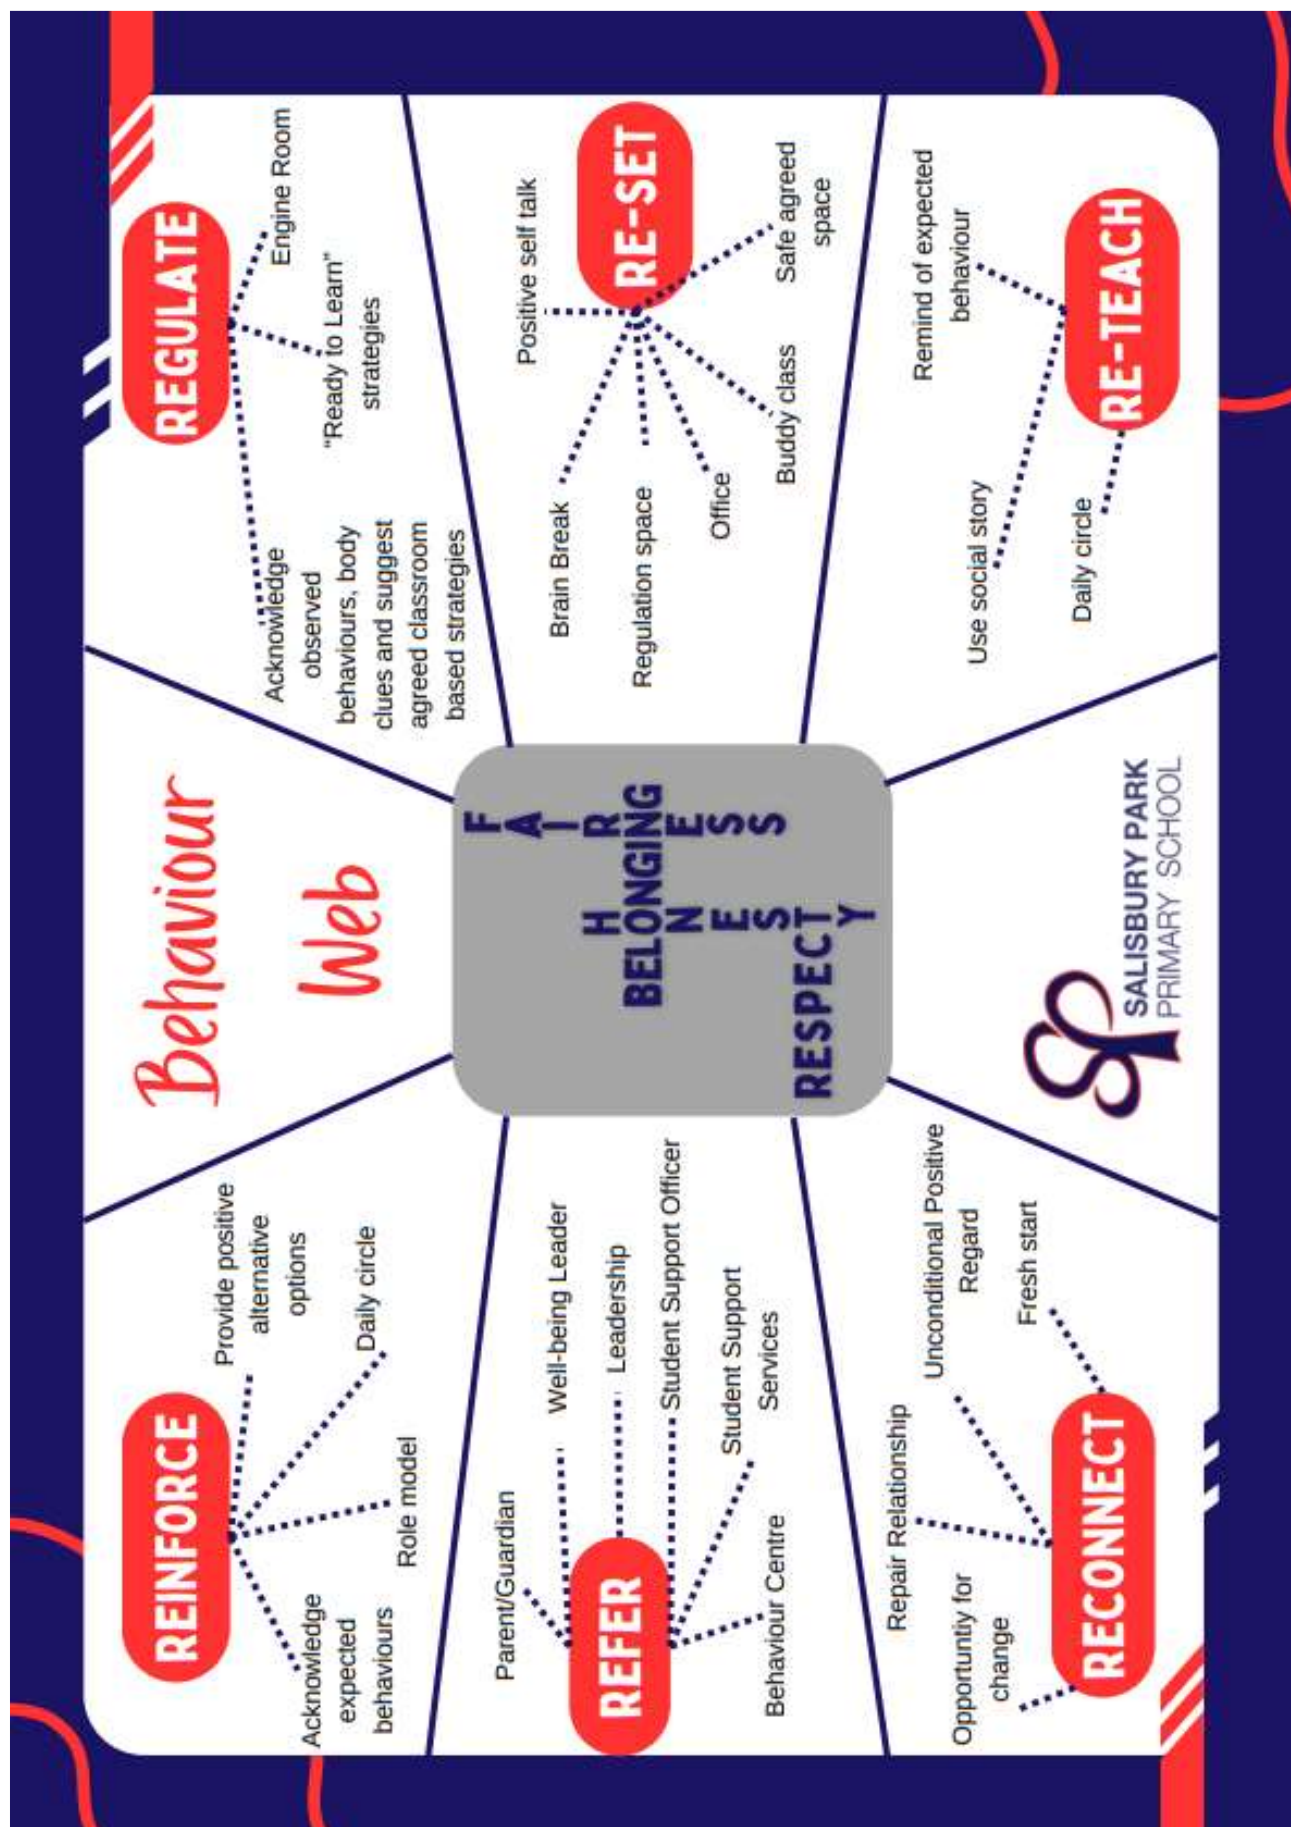 Behaviour
Web
REINFORCE
Provide positive
alternative
options
Daily circle
Role model
Acknowledge
expected
behaviours
REGULATE
Engine Room
"Ready to Learn"
strategies
Acknowledge
observed
behaviours, body
clues and suggest
agreed classroom
based strategies
REFER
Parent/Guardian
Well-being Leader
Leadership
Student Support Officer
Student Support
Services
Behaviour Centre
FAIRNESS
HONESTY
BELONGING
RESPECT
RE-SET
Positive self talk
Brain Break
Regulation space
Office
Buddy class
Safe agreed
space
RECONNECT
Repair Relationship
Unconditional Positive
Regard
Opportuntiy for
change
Fresh start
SALISBURY PARK
PRIMARY SCHOOL
RE-TEACH
Remind of expected
behaviour
Use social story
Daily circle